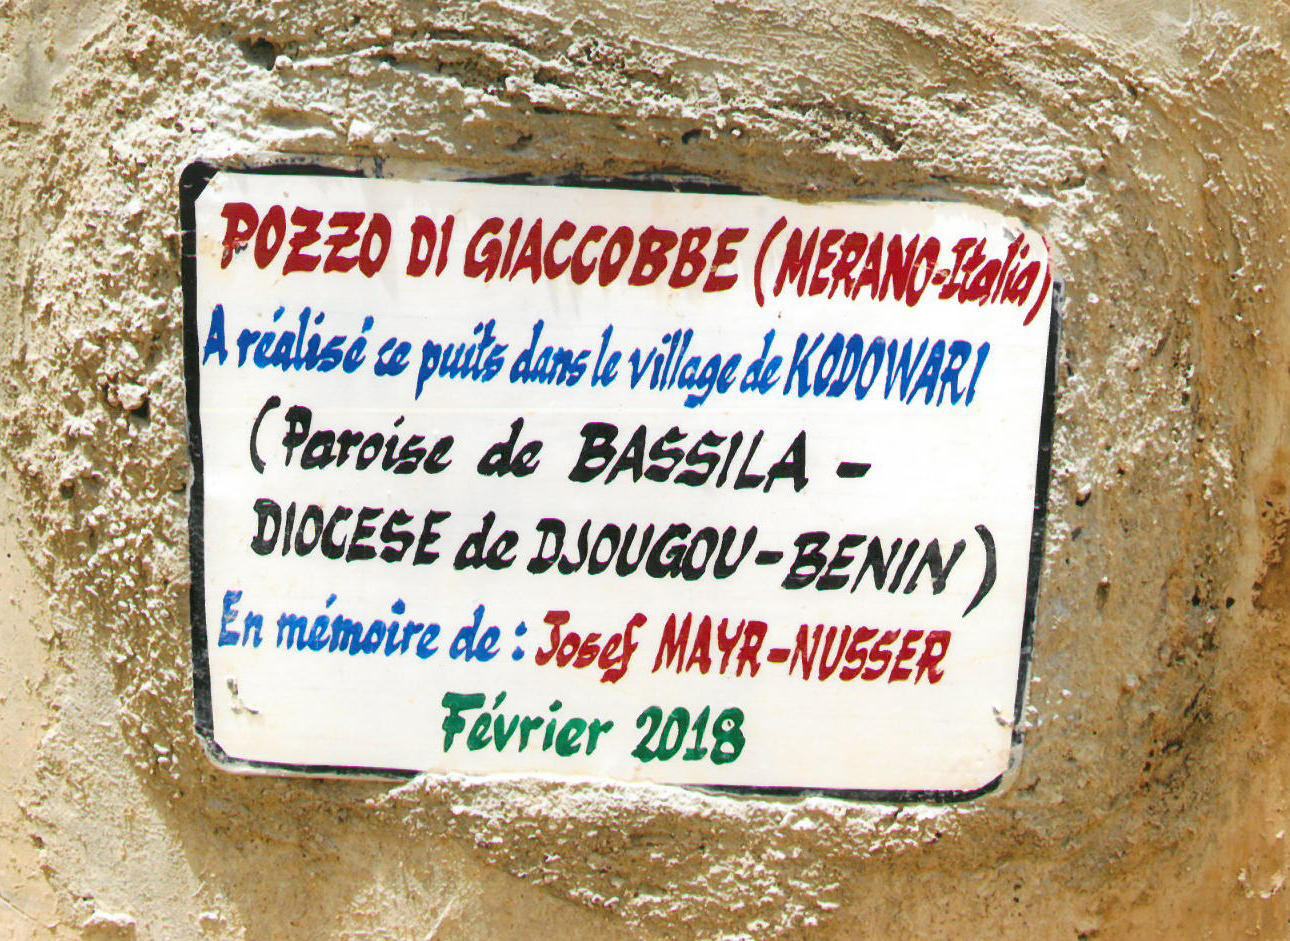 POZZO DI GIACCOBBE (MERANO-Italia)
A réalisé ce puits dans le village de KODOWARI
(Paroise de BASSILA -
DIOCESE de DJOUGOU-BENIN)
En mémoire de : Josef MAYR-NUSSER
Février 2018